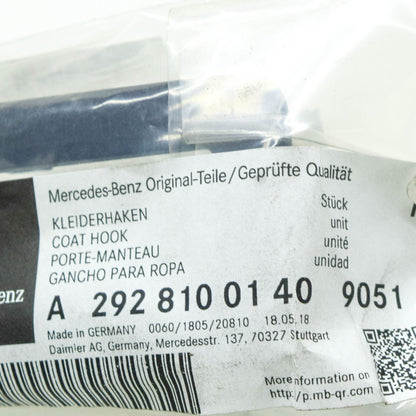 Mercedes-Benz Original-Teile/Geprüfte Qualität
KLEIDERHAKEN Stück
COAT HOOK unit
PORTE-MANTEAU unité
GANCHO PARA ROPA unidad
enz
A 292 810 01 40 9051
Made in GERMANY 0060/1805/20810 18.05.18
Daimler AG, Germany, Mercedesstr. 137, 70327 Stuttgart
More information on
http://p.mb-qr.com/